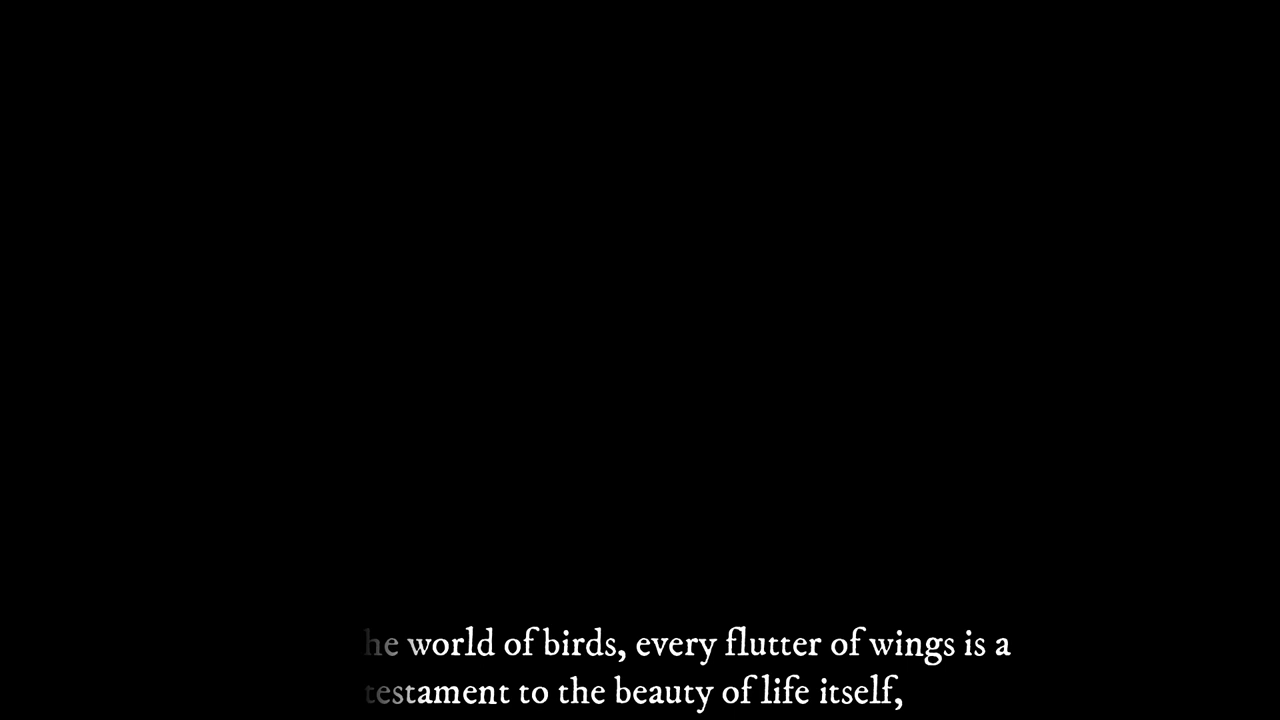 he world of birds, every flutter of wings is a
testament to the beauty of life itself,